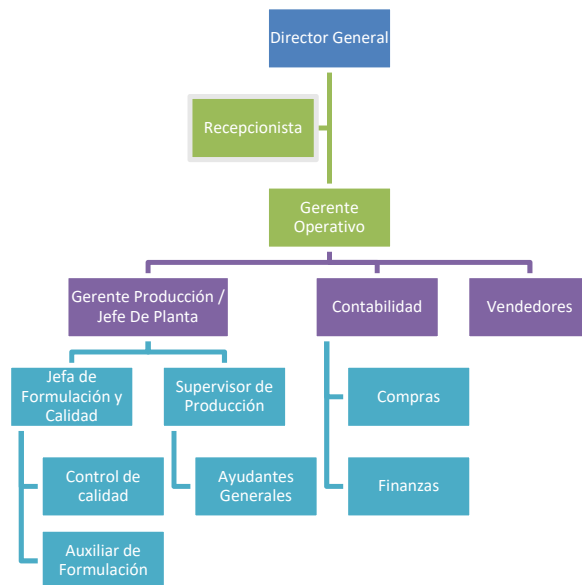 Director General
Recepcionista
Gerente
Operativo
Gerente Producción /
Jefe De Planta
Contabilidad
Vendedores
Jefa de
Formulación y
Calidad
Supervisor de
Producción
Compras
Control de
calidad
Ayudantes
Generales
Finanzas
Auxiliar de
Formulación